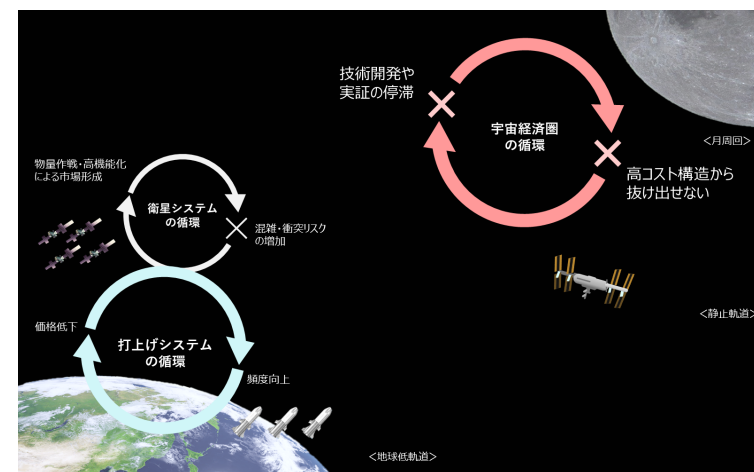 技術開発や
実証の停滞
宇宙経済圏
の循環
＜月周回＞
高コスト構造から
抜け出せない
物量作戦・高機能化
による市場形成
衛星システム
の循環
混雑・衝突リスク
の増加
＜静止軌道＞
価格低下
打上げシステム
の循環
頻度向上
＜地球低軌道＞